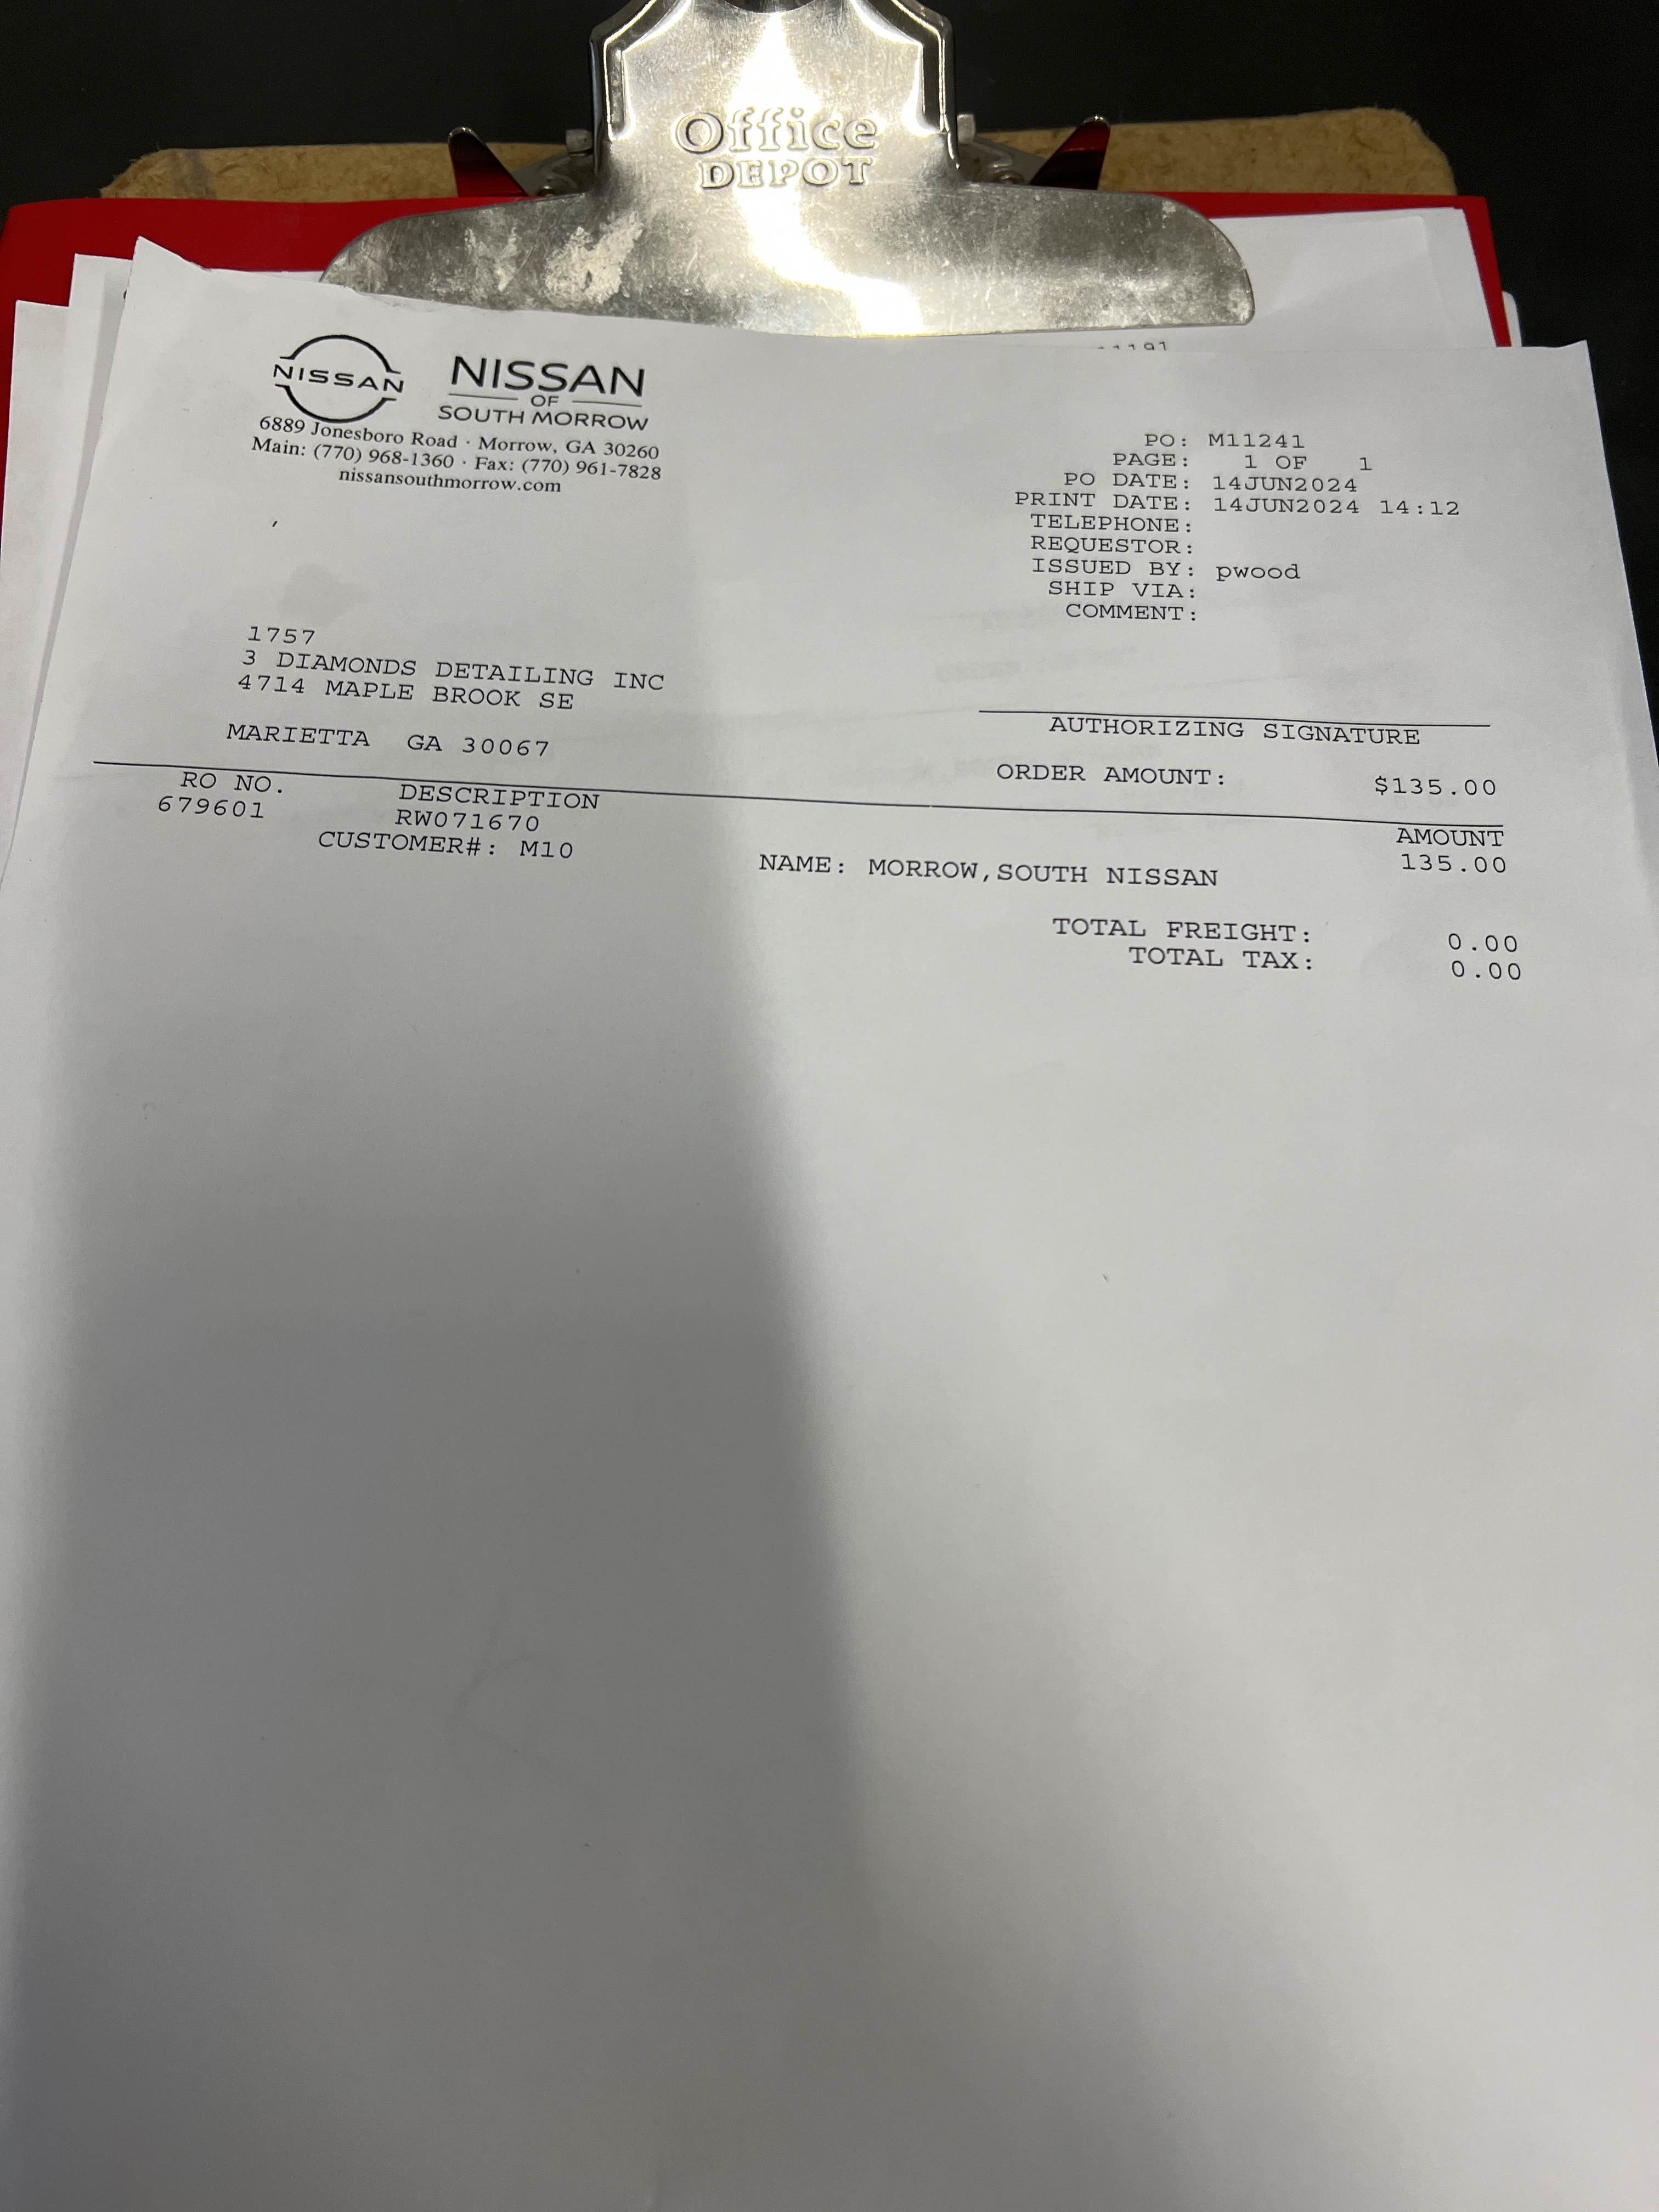 Office
DEPOT
NISSAN
NISSAN
OF
SOUTH MORROW
6889 Jonesboro Road · Morrow, GA 30260
Main: (770) 968-1360 · Fax: (770) 961-7828
nissansouthmorrow.com
PO: M11241
PAGE: 1 OF 1
PO DATE: 14JUN2024
PRINT DATE: 14JUN2024 14:12
TELEPHONE:
REQUESTOR:
ISSUED BY: pwood
SHIP VIA:
COMMENT:
1757
3 DIAMONDS DETAILING INC
4714 MAPLE BROOK SE
MARIETTA GA 30067
AUTHORIZING SIGNATURE
ORDER AMOUNT: $135.00
RO NO. DESCRIPTION AMOUNT
679601 RW071670 135.00
CUSTOMER#: M10 NAME: MORROW,SOUTH NISSAN
TOTAL FREIGHT: 0.00
TOTAL TAX: 0.00